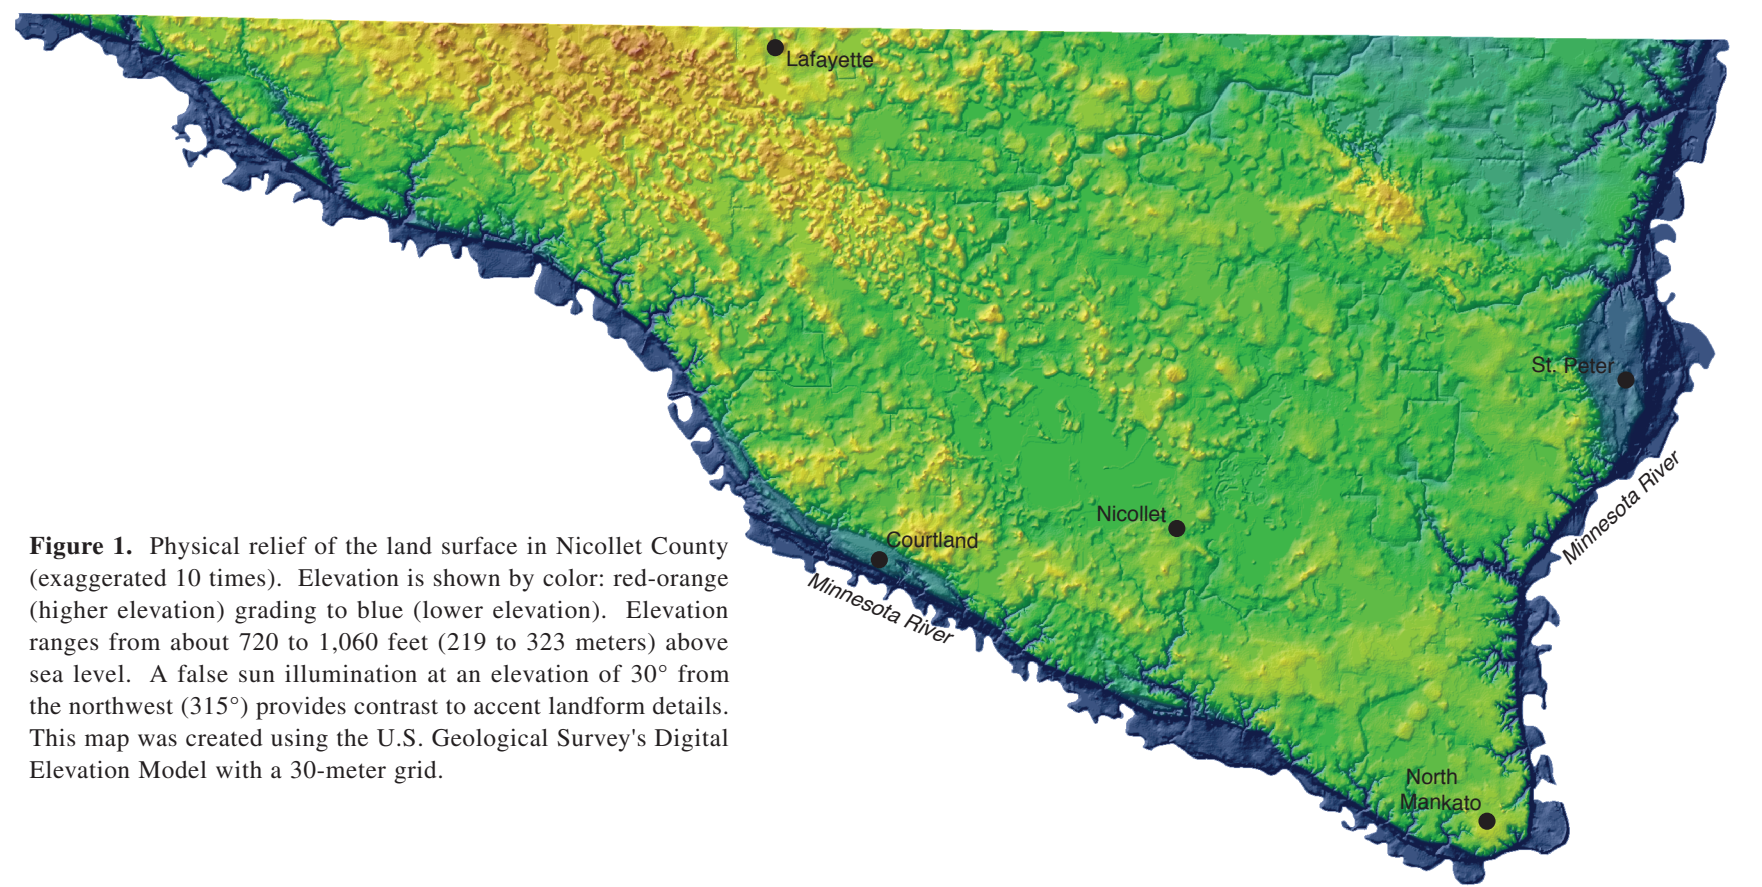 Lafayette
St. Peter
Minnesota River
Nicollet
Courtland
Minnesota River
North
Mankato
Figure 1. Physical relief of the land surface in Nicollet County
(exaggerated 10 times). Elevation is shown by color: red-orange
(higher elevation) grading to blue (lower elevation). Elevation
ranges from about 720 to 1,060 feet (219 to 323 meters) above
sea level. A false sun illumination at an elevation of 30° from
the northwest (315°) provides contrast to accent landform details.
This map was created using the U.S. Geological Survey's Digital
Elevation Model with a 30-meter grid.